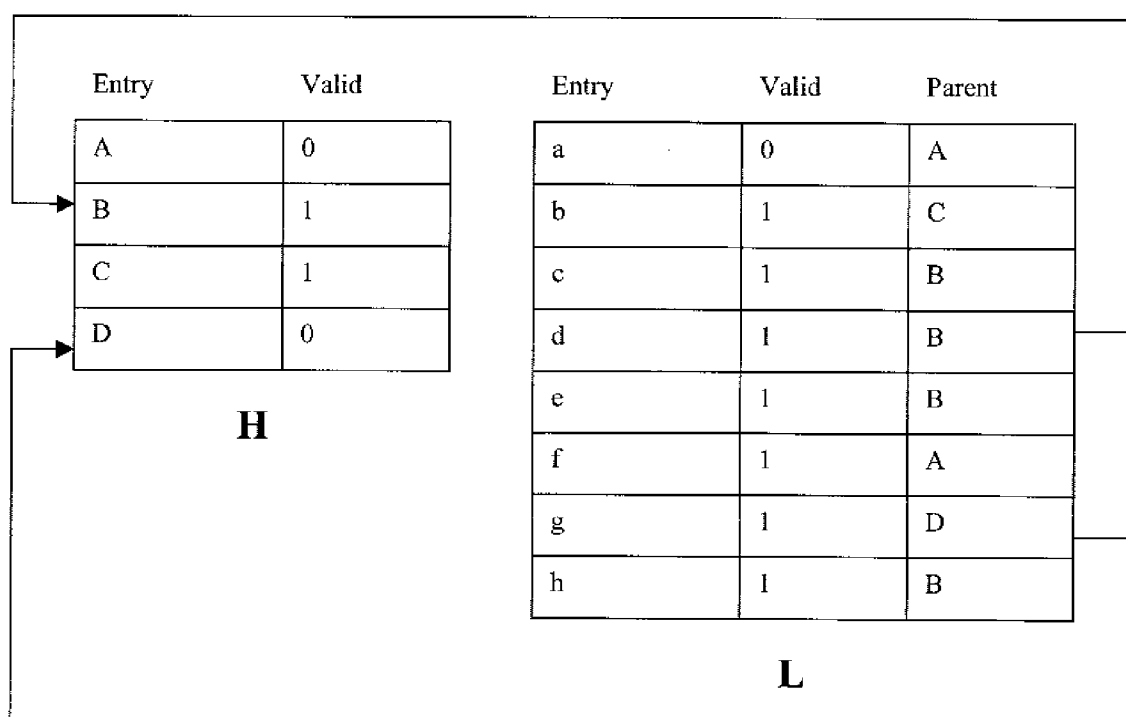 Entry Valid
A 0
B 1
C 1
D 0
H
Entry Valid Parent
a 0 A
b 1 C
c 1 B
d 1 B
e 1 B
f 1 A
g 1 D
h 1 B
L